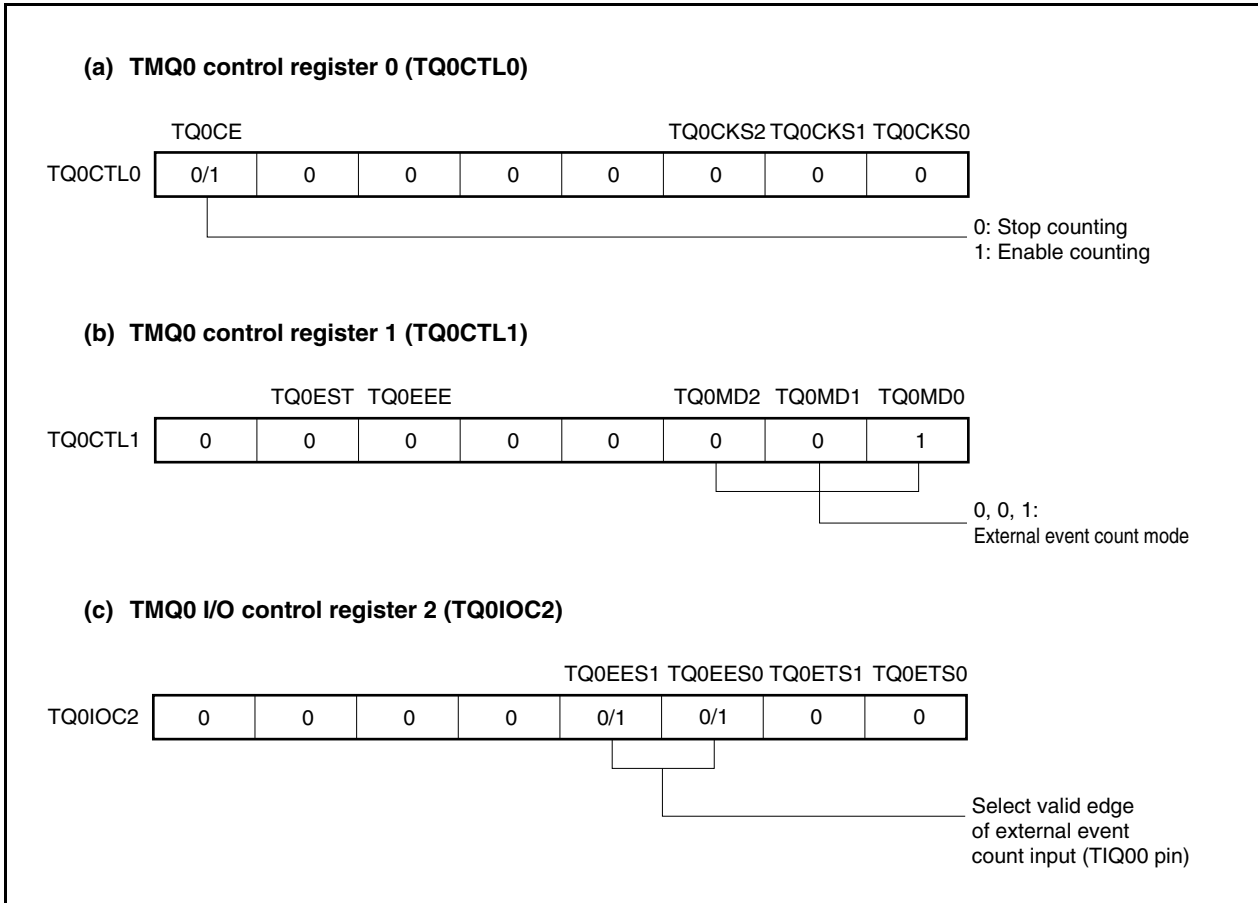 (a) TMQ0 control register 0 (TQ0CTL0)
TQ0CE TQ0CKS2 TQ0CKS1 TQ0CKS0
TQ0CTL0 0/1 0 0 0 0 0 0 0
0: Stop counting
1: Enable counting
(b) TMQ0 control register 1 (TQ0CTL1)
TQ0EST TQ0EEE TQ0MD2 TQ0MD1 TQ0MD0
TQ0CTL1 0 0 0 0 0 0 0 1
0, 0, 1:
External event count mode
(c) TMQ0 I/O control register 2 (TQ0IOC2)
TQ0EES1 TQ0EES0 TQ0ETS1 TQ0ETS0
TQ0IOC2 0 0 0 0 0/1 0/1 0 0
Select valid edge
of external event
count input (TIQ00 pin)